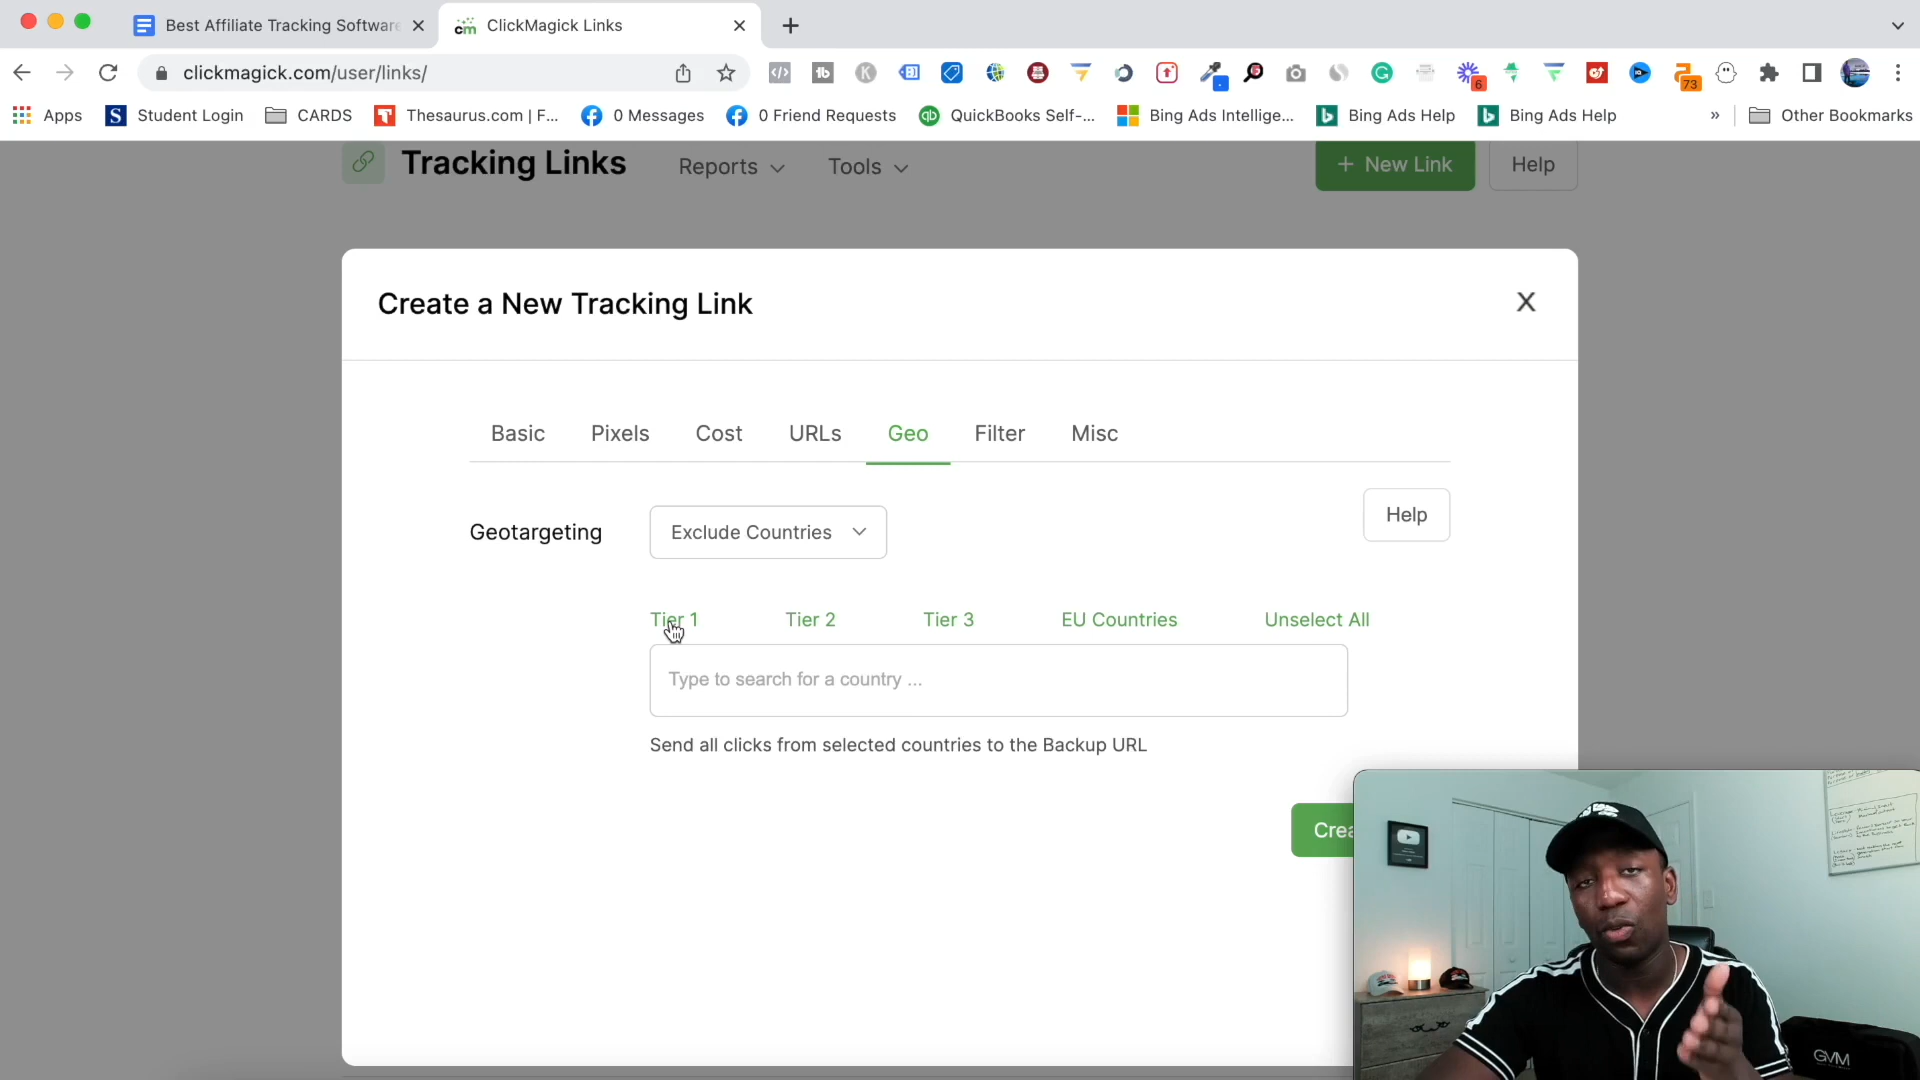 Best Affiliate Tracking Software
ClickMagick Links
clickmagick.com/user/links/
6
73
Apps
Student Login
CARDS
Thesaurus.com | F...
0 Messages
0 Friend Requests
QuickBooks Self-...
Bing Ads Intellige...
Bing Ads Help
Bing Ads Help
»
Other Bookmarks
Tracking Links
Reports
Tools
+ New Link
Help
Create a New Tracking Link
X
Basic
Pixels
Cost
URLs
Geo
Filter
Misc
Geotargeting
Exclude Countries
Help
Tier 1
Tier 2
Tier 3
EU Countries
Unselect All
Type to search for a country ...
Send all clicks from selected countries to the Backup URL
Crea
GVM